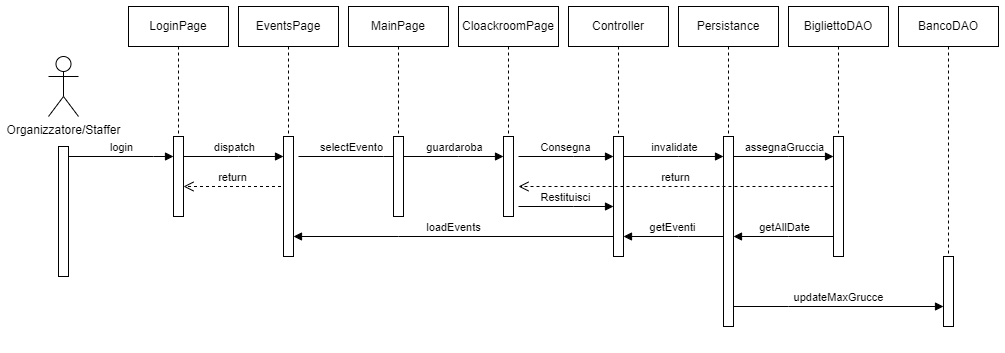 LoginPage
EventsPage
MainPage
CloackroomPage
Controller
Persistance
BigliettoDAO
BancoDAO
Organizzatore/Staffer
login
dispatch
selectEvento
guardaroba
Consegna
invalidate
assegnaGruccia
return
return
Restituisci
loadEvents
getEventi
getAllDate
updateMaxGrucce